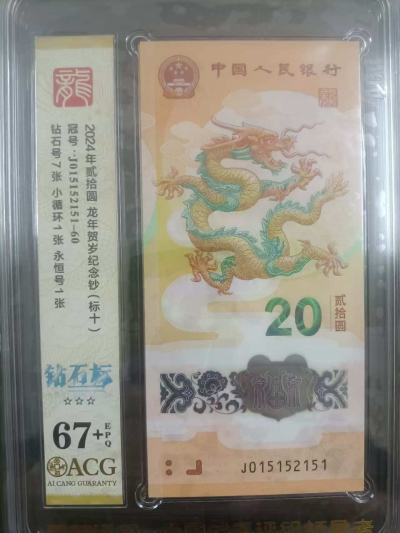 龍
2024年贰拾圆 龙年贺岁纪念钞（标十）
冠号：J015152151-60
钻石号7张 小循环1张 永恒号1张
钻石标
☆☆☆
67+ EPQ
ACG
AI CANG GUARANTY
中国人民银行
20
贰拾圆
J015152151